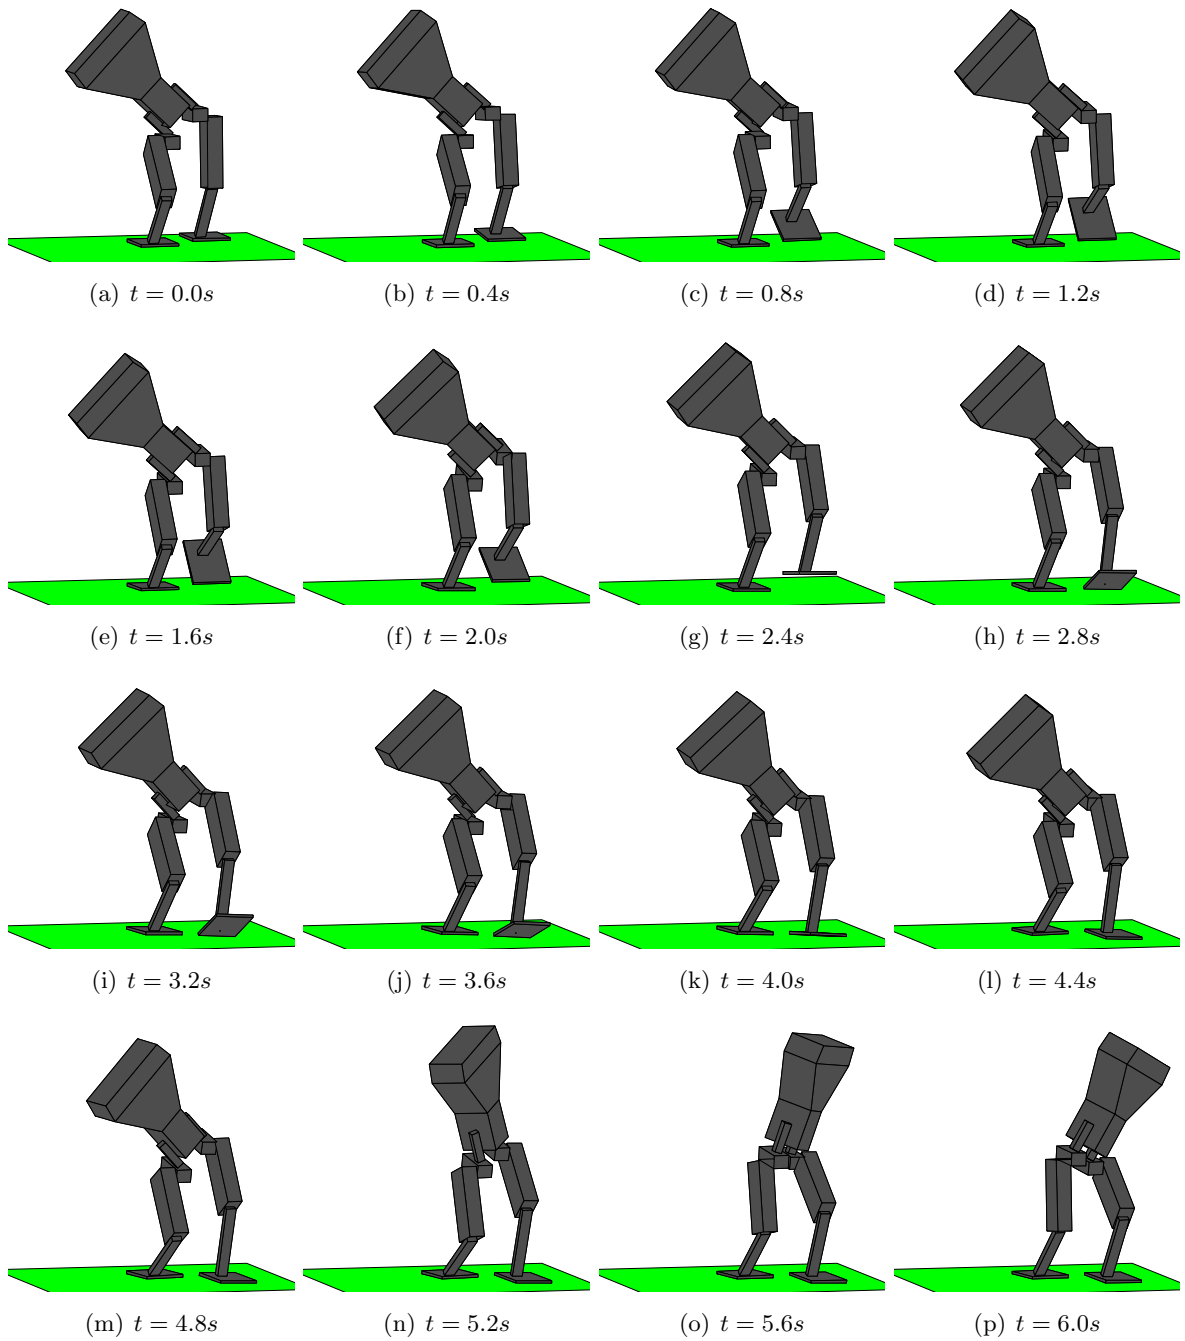 (a) t = 0.0s (b) t = 0.4s (c) t = 0.8s (d) t = 1.2s
(e) t = 1.6s (f) t = 2.0s (g) t = 2.4s (h) t = 2.8s
(i) t = 3.2s (j) t = 3.6s (k) t = 4.0s (l) t = 4.4s
(m) t = 4.8s (n) t = 5.2s (o) t = 5.6s (p) t = 6.0s